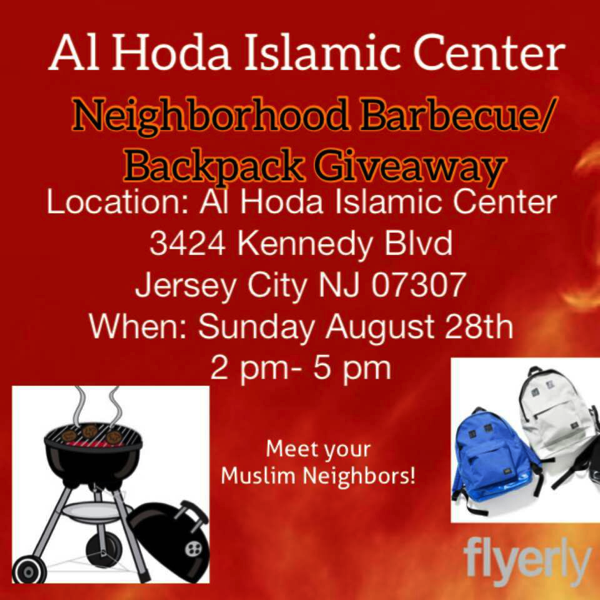 Al Hoda Islamic Center
Neighborhood Barbecue/
Backpack Giveaway
Location: Al Hoda Islamic Center
3424 Kennedy Blvd
Jersey City NJ 07307
When: Sunday August 28th
2 pm- 5 pm
Meet your
Muslim Neighbors!
flyerly